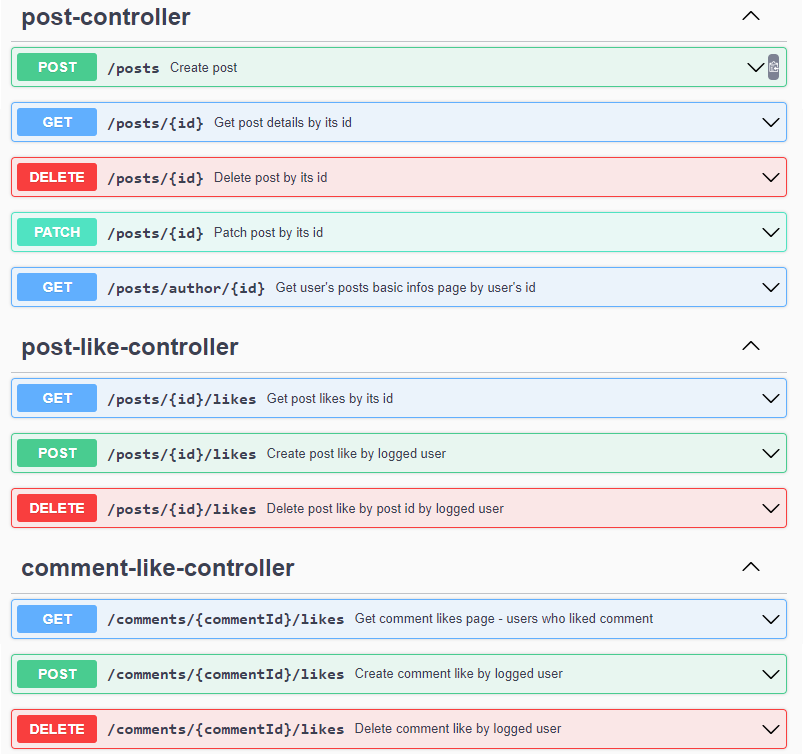 post-controller
POST /posts Create post
GET /posts/{id} Get post details by its id
DELETE /posts/{id} Delete post by its id
PATCH /posts/{id} Patch post by its id
GET /posts/author/{id} Get user's posts basic infos page by user's id
post-like-controller
GET /posts/{id}/likes Get post likes by its id
POST /posts/{id}/likes Create post like by logged user
DELETE /posts/{id}/likes Delete post like by post id by logged user
comment-like-controller
GET /comments/{commentId}/likes Get comment likes page - users who liked comment
POST /comments/{commentId}/likes Create comment like by logged user
DELETE /comments/{commentId}/likes Delete comment like by logged user